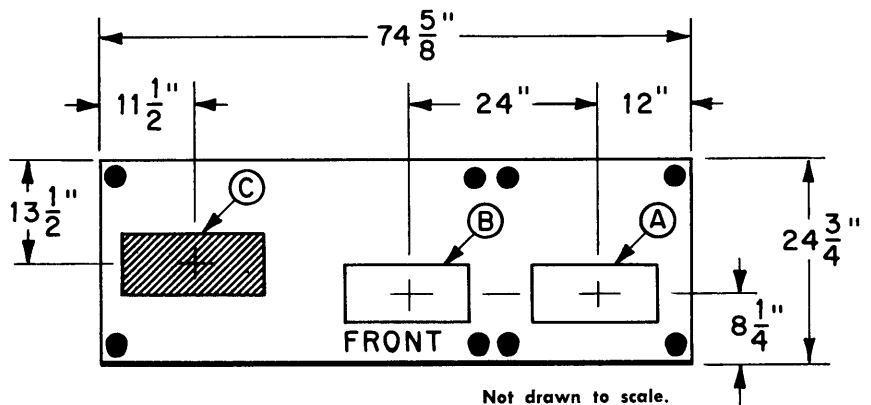 74 5/8"
11 1/2" 24" 12"
13 1/2" C B A 24 3/4"
8 1/4"
FRONT
Not drawn to scale.